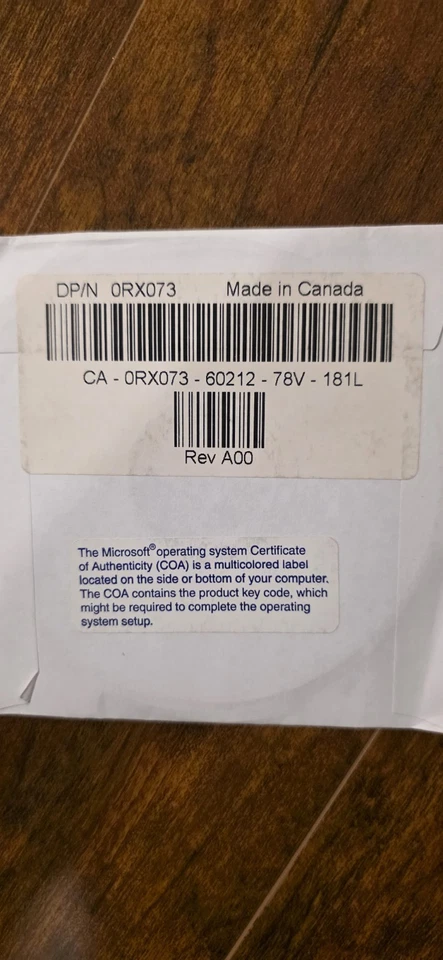 DP/N 0RX073 Made in Canada
CA - 0RX073 - 60212 - 78V - 181L
Rev A00
The Microsoft® operating system Certificate
of Authenticity (COA) is a multicolored label
located on the side or bottom of your computer.
The COA contains the product key code, which
might be required to complete the operating
system setup.